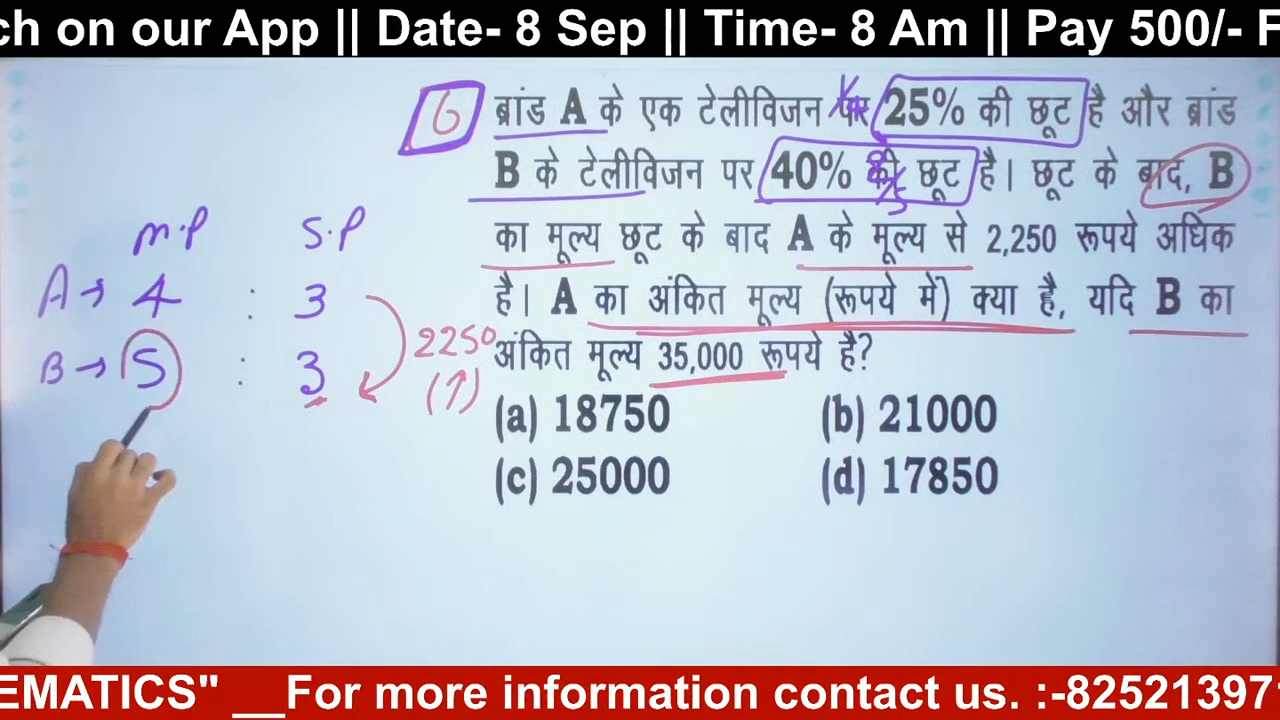 ch on our App || Date- 8 Sep || Time- 8 Am || Pay 500/- F
6 ब्रांड A के एक टेलीविजन पर 25% की छूट है और ब्रांड
B के टेलीविजन पर 40% की छूट है। छूट के बाद, B
का मूल्य छूट के बाद A के मूल्य से 2,250 रूपये अधिक
है। A का अंकित मूल्य (रूपये में) क्या है, यदि B का
अंकित मूल्य 35,000 रूपये है?
(a) 18750 (b) 21000
(c) 25000 (d) 17850
M.P S.P
A → 4 : 3
B → 5 : 3
2250
(↑)
EMATICS" __For more information contact us. :-82521397